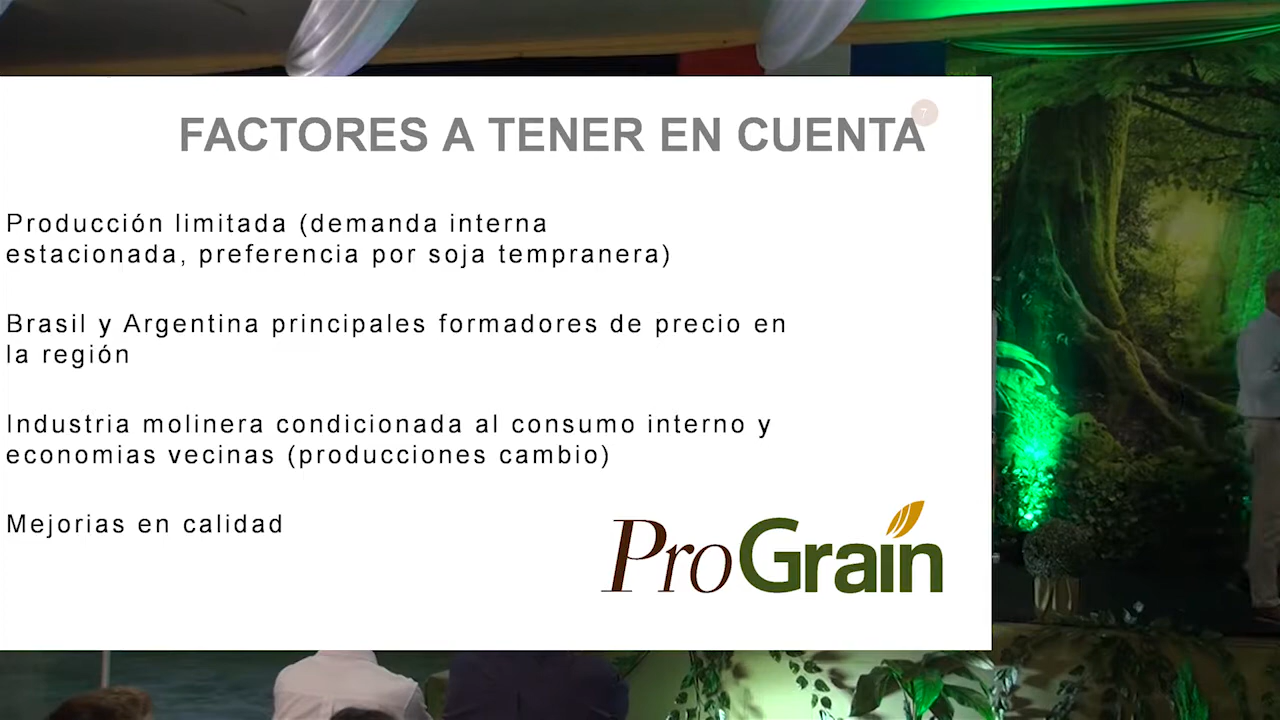 7
FACTORES A TENER EN CUENTA
Producción limitada (demanda interna
estacionada, preferencia por soja tempranera)
Brasil y Argentina principales formadores de precio en
la región
Industria molinera condicionada al consumo interno y
economias vecinas (producciones cambio)
Mejorias en calidad
ProGrain